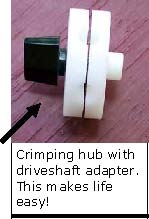 Crimping hub with
driveshaft adapter.
This makes life
easy!